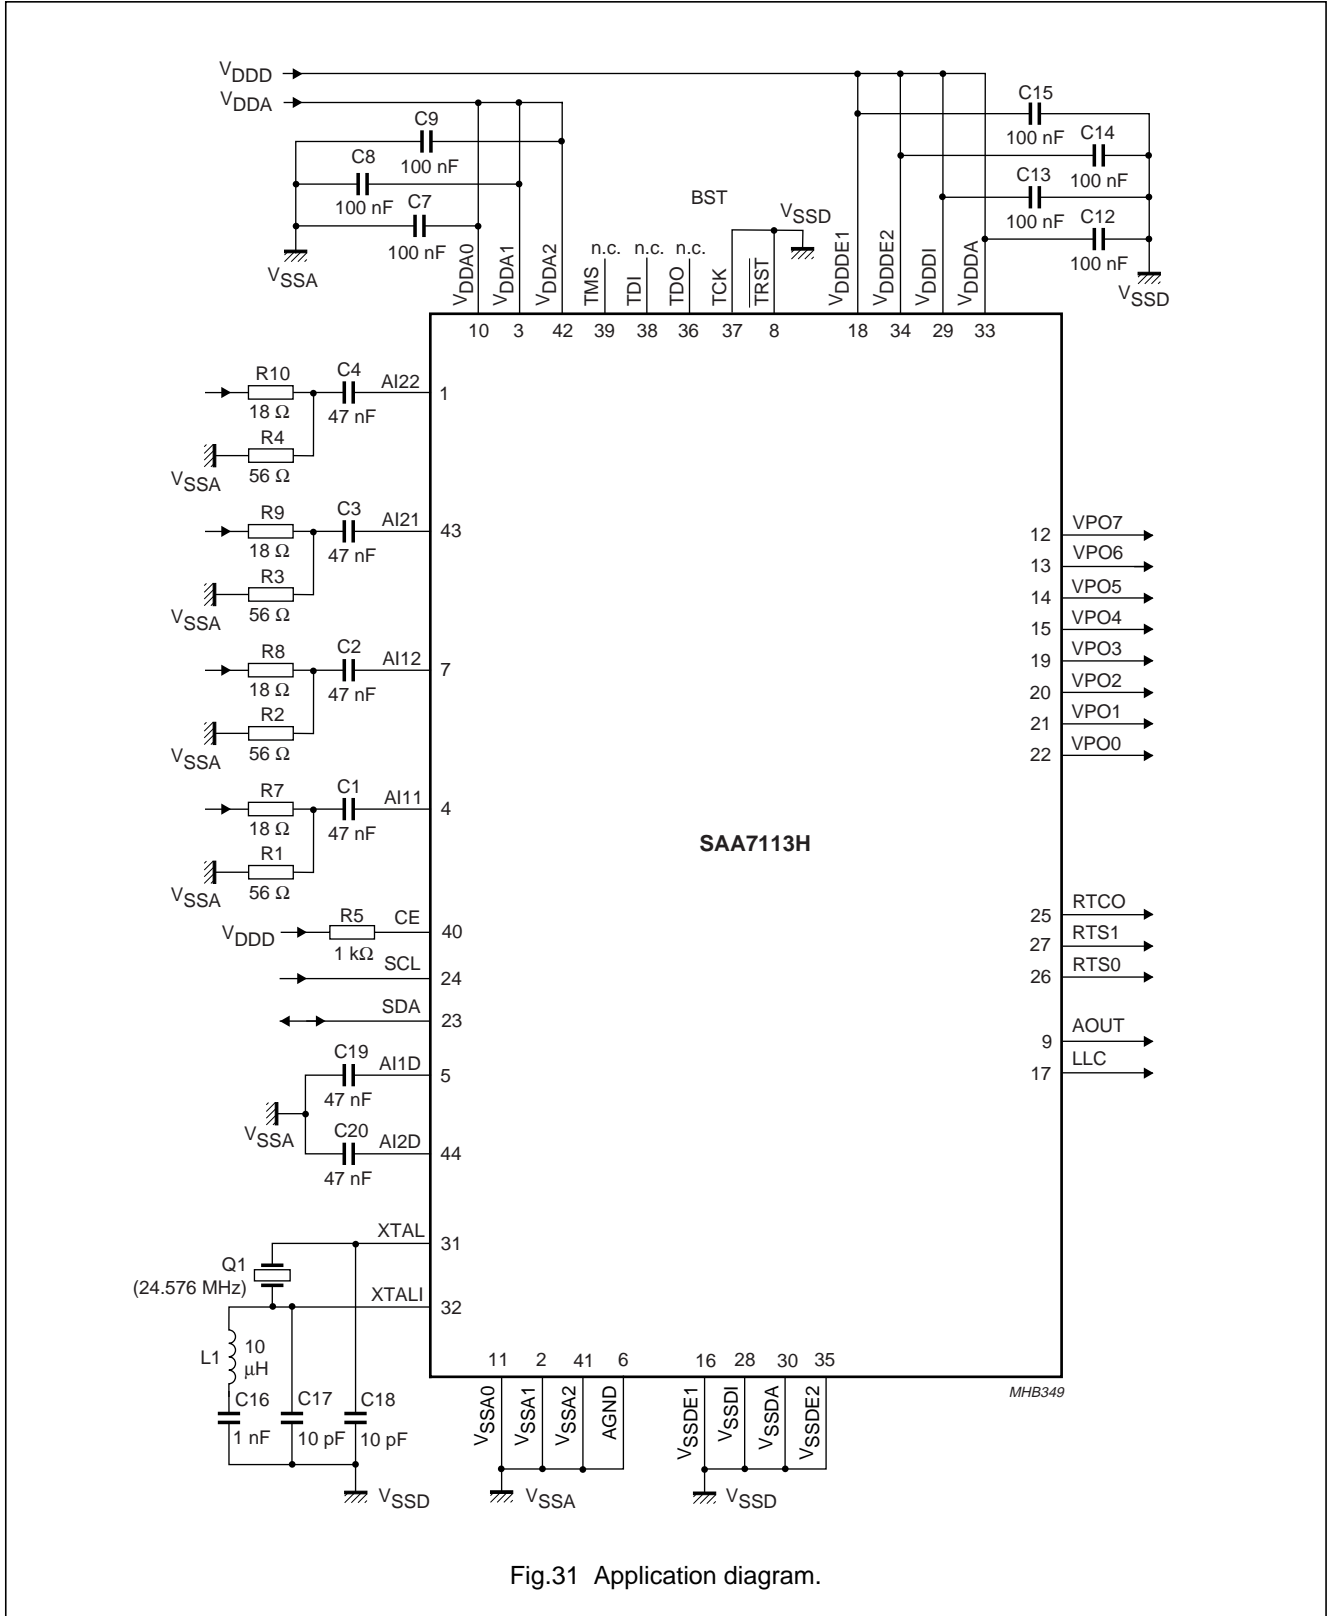 VDDD
VDDA
C9
100 nF
C8
100 nF
C7
100 nF
VSSA
C15
100 nF
C14
100 nF
C13
100 nF
C12
100 nF
VSSD
BST
VSSD
VDDA0
VDDA1
VDDA2
TMS
n.c.
TDI
n.c.
TDO
n.c.
TCK
TRST
VDDDE1
VDDDE2
VDDDI
VDDDA
10 3 42 39 38 36 37 8 18 34 29 33
R10
18 Ω
C4
47 nF
AI22
1
R4
56 Ω
VSSA
R9
18 Ω
C3
47 nF
AI21
43
R3
56 Ω
VSSA
R8
18 Ω
C2
47 nF
AI12
7
R2
56 Ω
VSSA
R7
18 Ω
C1
47 nF
AI11
4
R1
56 Ω
VSSA
VDDD
R5
1 kΩ
CE
40
SCL
24
SDA
23
C19
47 nF
AI1D
5
VSSA
C20
47 nF
AI2D
44
XTAL
31
Q1
(24.576 MHz)
XTALI
32
L1
10
μH
C16
1 nF
C17
10 pF
C18
10 pF
VSSD
SAA7113H
12 VPO7
13 VPO6
14 VPO5
15 VPO4
19 VPO3
20 VPO2
21 VPO1
22 VPO0
25 RTCO
27 RTS1
26 RTS0
9 AOUT
17 LLC
11 2 41 6 16 28 30 35
VSSA0
VSSA1
VSSA2
AGND
VSSDE1
VSSDI
VSSDA
VSSDE2
VSSA
VSSD
MHB349
Fig.31 Application diagram.